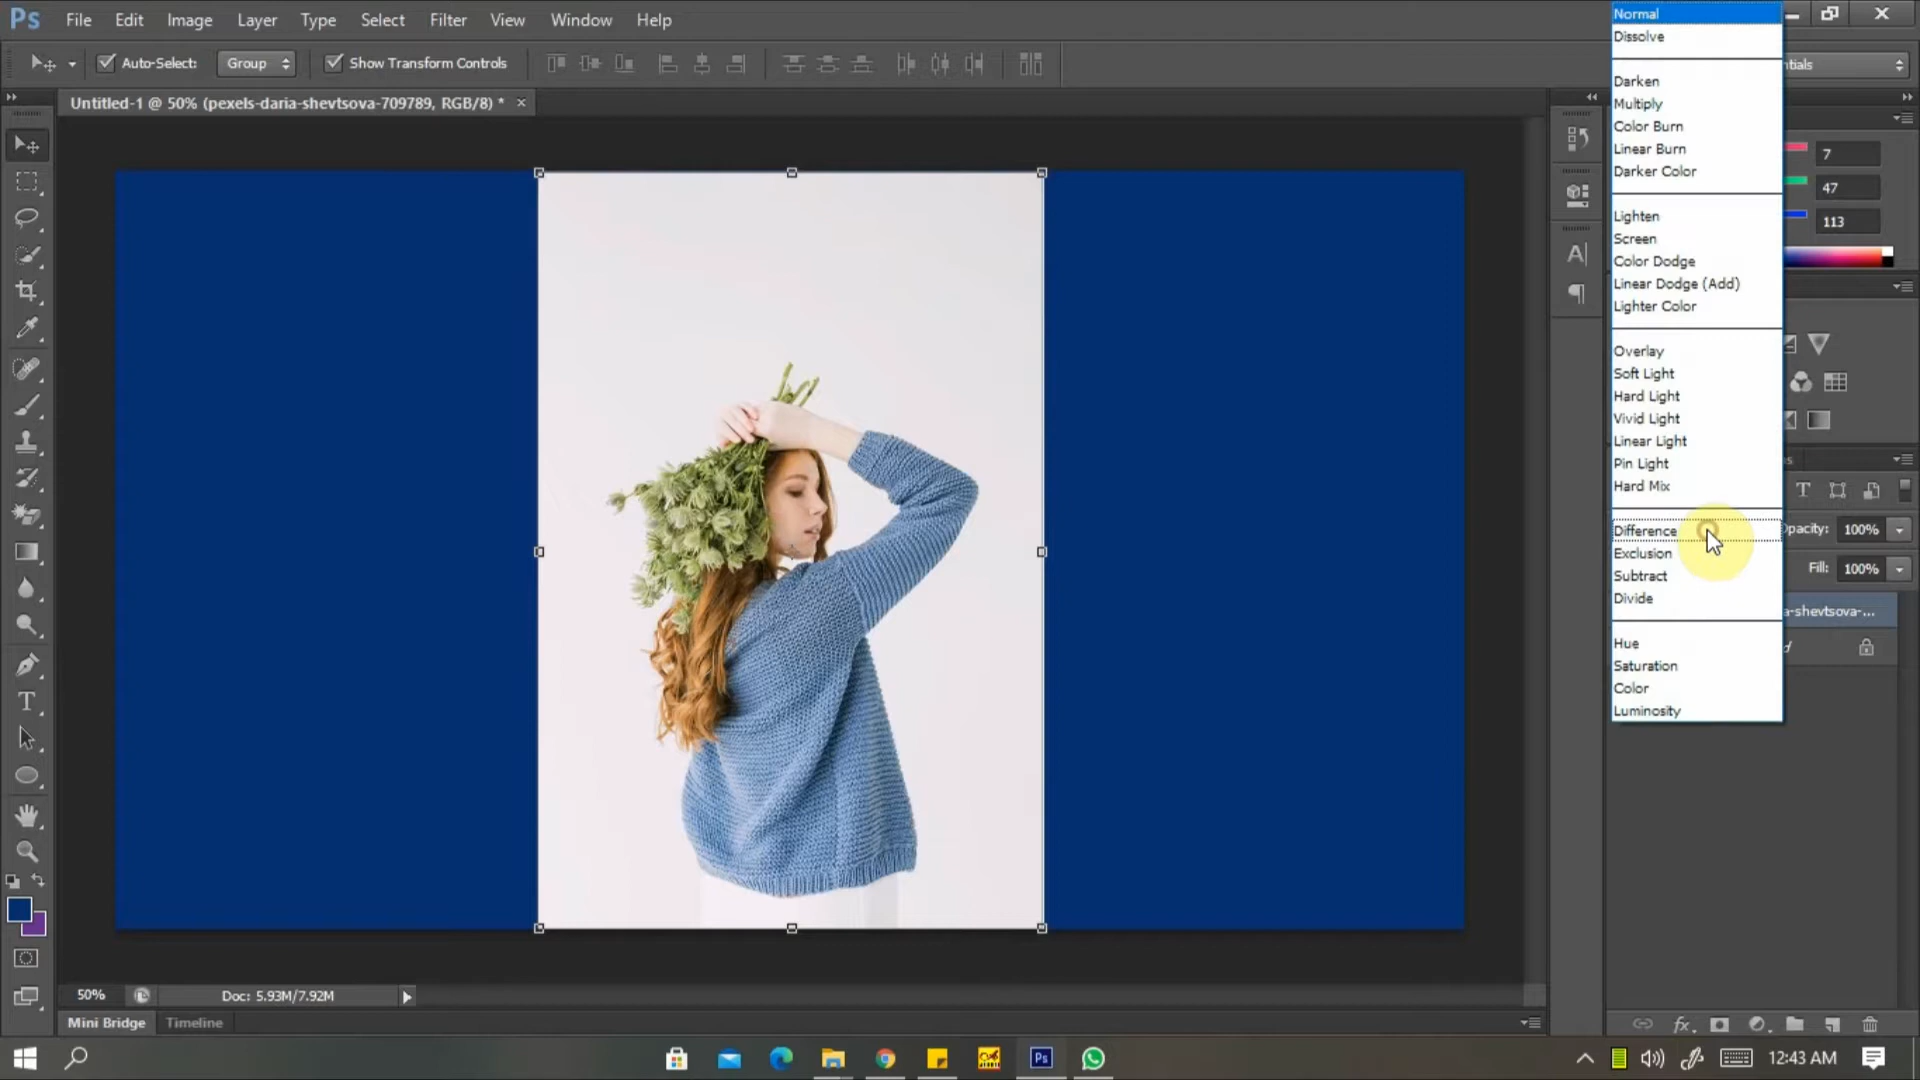 Ps File Edit Image Layer Type Select Filter View Window Help
Auto-Select: Group Show Transform Controls
Untitled-1 @ 50% (pexels-daria-shevtsova-709789, RGB/8) * ×
Normal
Dissolve
Darken
Multiply
Color Burn
Linear Burn
Darker Color
Lighten
Screen
Color Dodge
Linear Dodge (Add)
Lighter Color
Overlay
Soft Light
Hard Light
Vivid Light
Linear Light
Pin Light
Hard Mix
Difference
Exclusion
Subtract
Divide
Hue
Saturation
Color
Luminosity
ntials
7
47
113
pacity: 100%
Fill: 100%
a-shevtsova-...
50% Doc: 5.93M/7.92M
Mini Bridge Timeline
Ps 12:43 AM